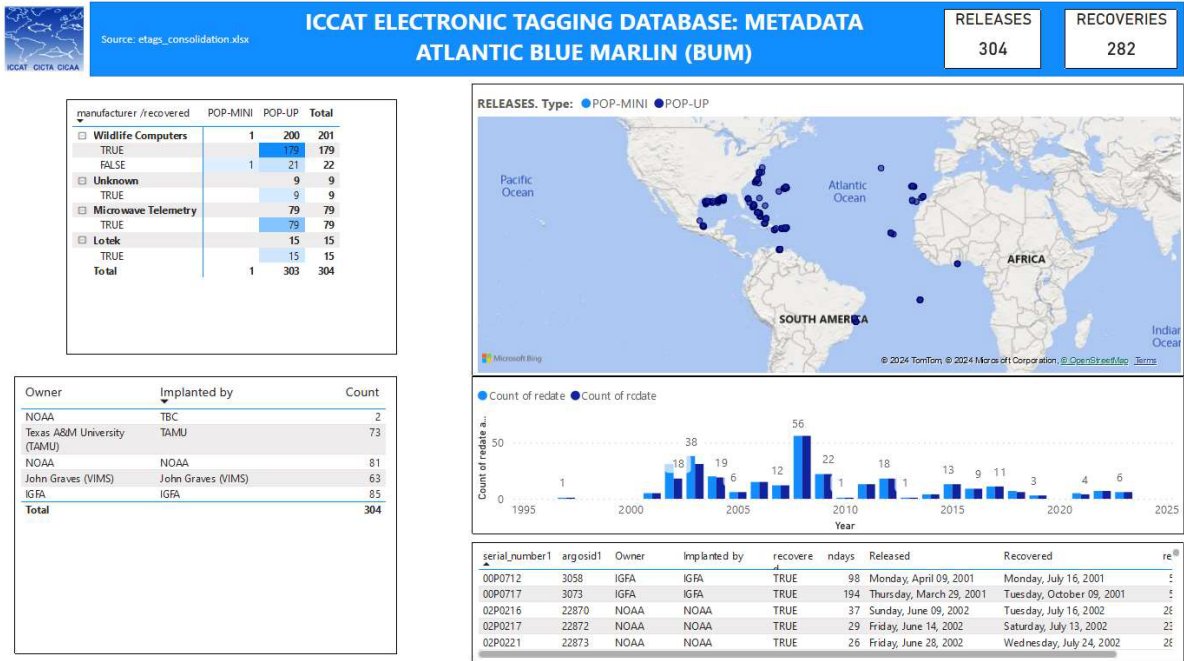 ICCAT CICTA CICAA
Source: etags_consolidation.xlsx
ICCAT ELECTRONIC TAGGING DATABASE: METADATA
ATLANTIC BLUE MARLIN (BUM)
RELEASES
304
RECOVERIES
282
manufacturer /recovered POP-MINI POP-UP Total
Wildlife Computers 1 200 201
TRUE 179 179
FALSE 1 21 22
Unknown 9 9
TRUE 9 9
Microwave Telemetry 79 79
TRUE 79 79
Lotek 15 15
TRUE 15 15
Total 1 303 304
Owner Implanted by Count
NOAA TBC 2
Texas A&M University
(TAMU) TAMU 73
NOAA NOAA 81
John Graves (VIMS) John Graves (VIMS) 63
IGFA IGFA 85
Total 304
RELEASES. Type: POP-MINI POP-UP
Pacific
Ocean
Atlantic
Ocean
AFRICA
SOUTH AMERICA
Indian
Ocean
Microsoft Bing
© 2024 TomTom, © 2024 Microsoft Corporation, © OpenStreetMap Terms
Count of redate Count of rcdate
Count of redate a...
50
0
1 18 38 19 6 12 56 22 1 18 1 13 9 11 3 4 6
1995 2000 2005 2010 2015 2020 2025
Year
serial_number1 argosid1 Owner Implanted by recovere
d ndays Released Recovered re
00P0712 3058 IGFA IGFA TRUE 98 Monday, April 09, 2001 Monday, July 16, 2001
00P0717 3073 IGFA IGFA TRUE 194 Thursday, March 29, 2001 Tuesday, October 09, 2001
02P0216 22870 NOAA NOAA TRUE 37 Sunday, June 09, 2002 Tuesday, July 16, 2002 28
02P0217 22872 NOAA NOAA TRUE 29 Friday, June 14, 2002 Saturday, July 13, 2002 23
02P0221 22873 NOAA NOAA TRUE 26 Friday, June 28, 2002 Wednesday, July 24, 2002 28